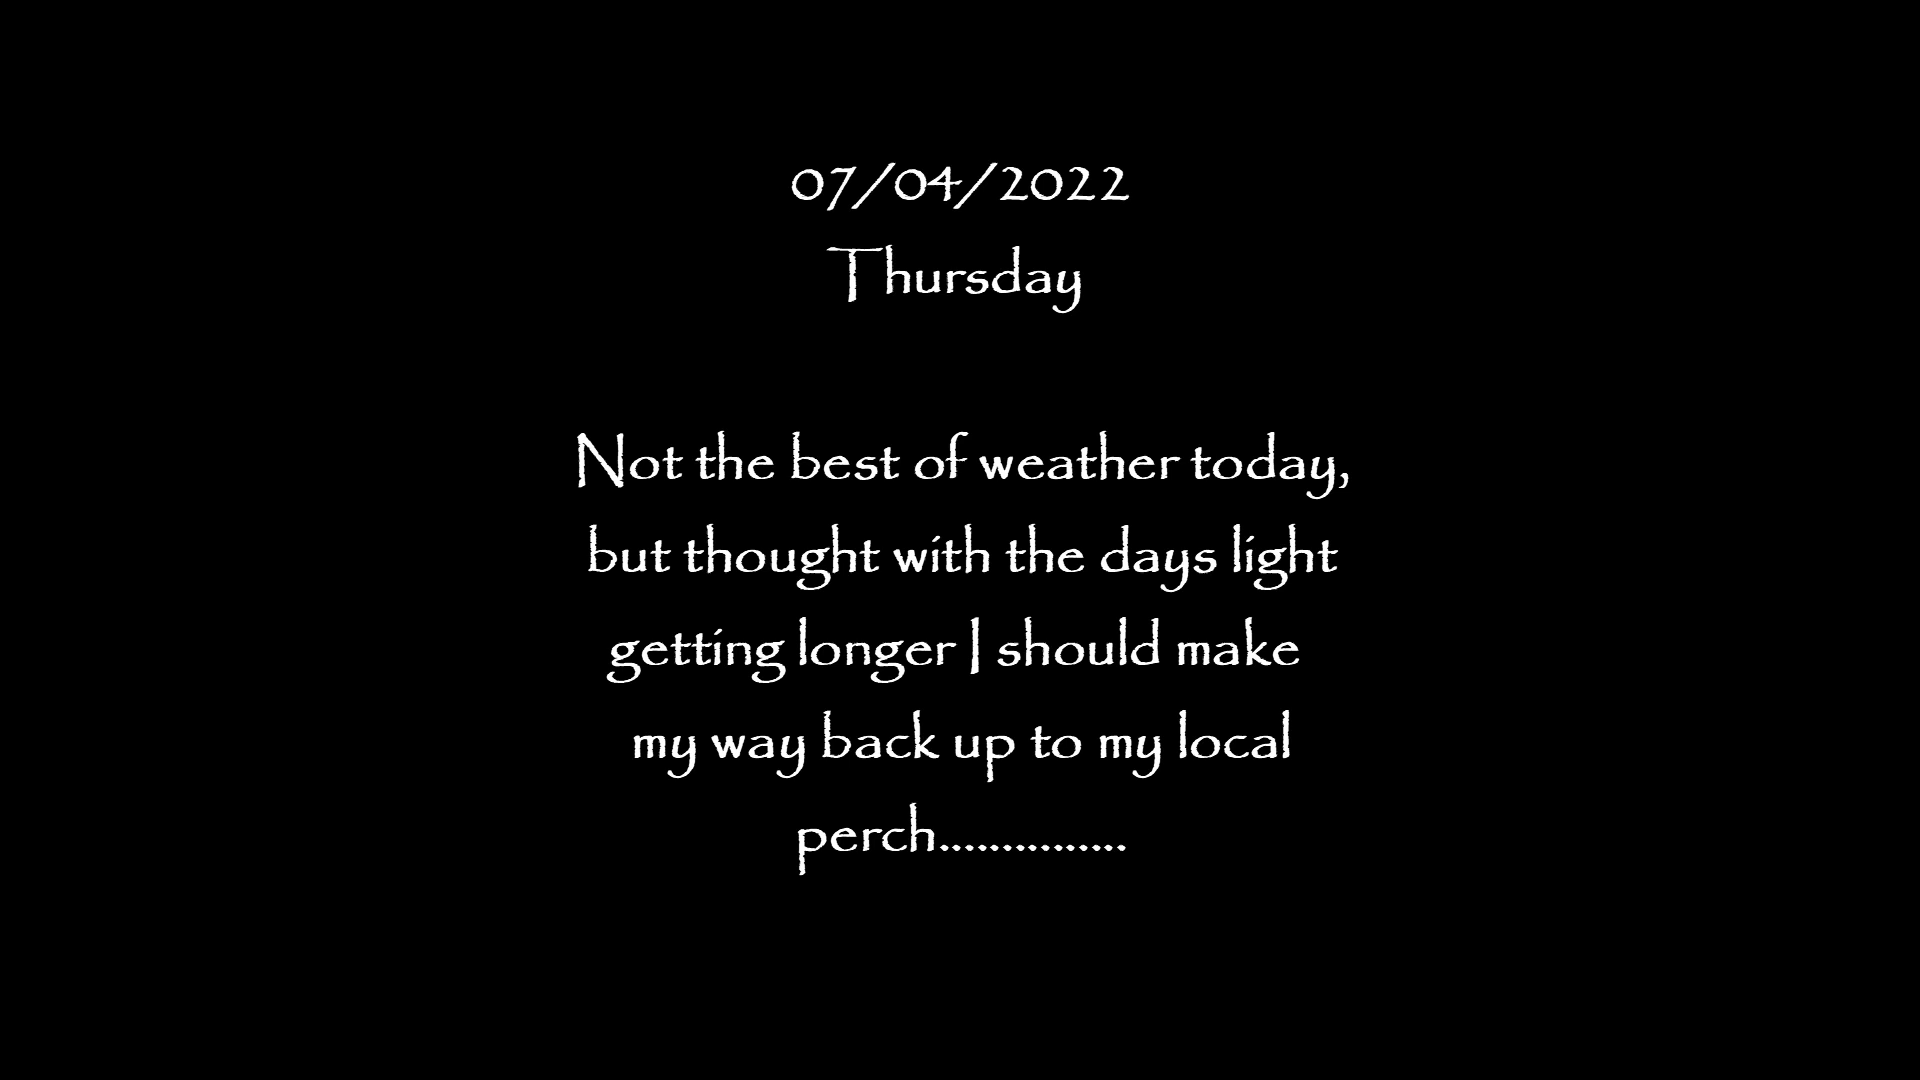 07/04/2022
Thursday
Not the best of weather today,
but thought with the days light
getting longer I should make
my way back up to my local
perch...............